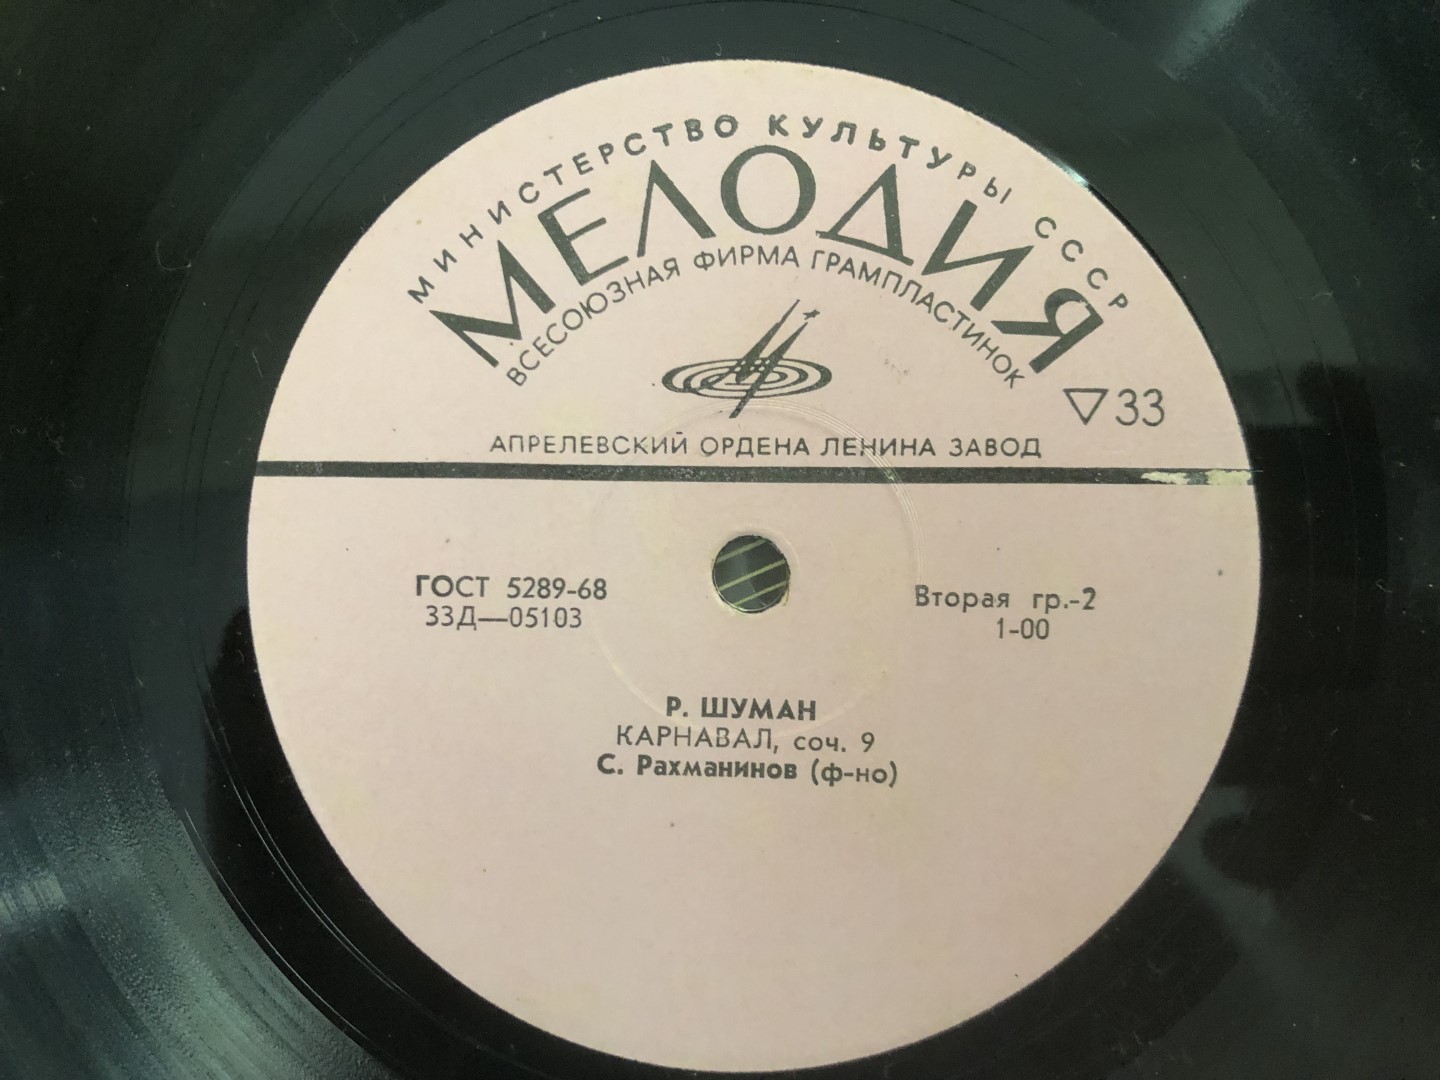 МИНИСТЕРСТВО КУЛЬТУРЫ СССР
МЕЛОДИЯ
ВСЕСОЮЗНАЯ ФИРМА ГРАМПЛАСТИНОК
33
АПРЕЛЕВСКИЙ ОРДЕНА ЛЕНИНА ЗАВОД
ГОСТ 5289-68
33Д—05103
Вторая гр.-2
1-00
Р. ШУМАН
КАРНАВАЛ, соч. 9
С. Рахманинов (ф-но)